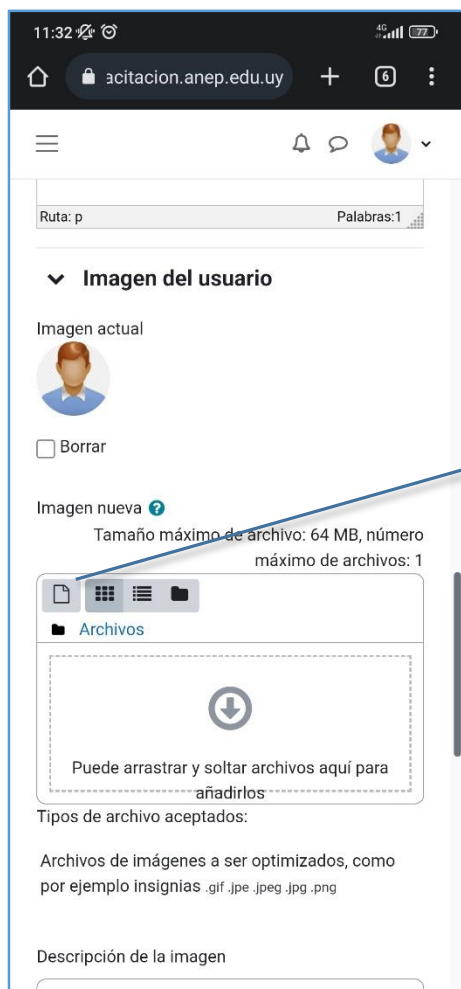 11:32
4G
77
acitacion.anep.edu.uy
6
Ruta: p
Palabras:1
Imagen del usuario
Imagen actual
Borrar
Imagen nueva
Tamaño máximo de archivo: 64 MB, número
máximo de archivos: 1
Archivos
Puede arrastrar y soltar archivos aquí para
añadirlos
Tipos de archivo aceptados:
Archivos de imágenes a ser optimizados, como
por ejemplo insignias .gif .jpe .jpeg .jpg .png
Descripción de la imagen